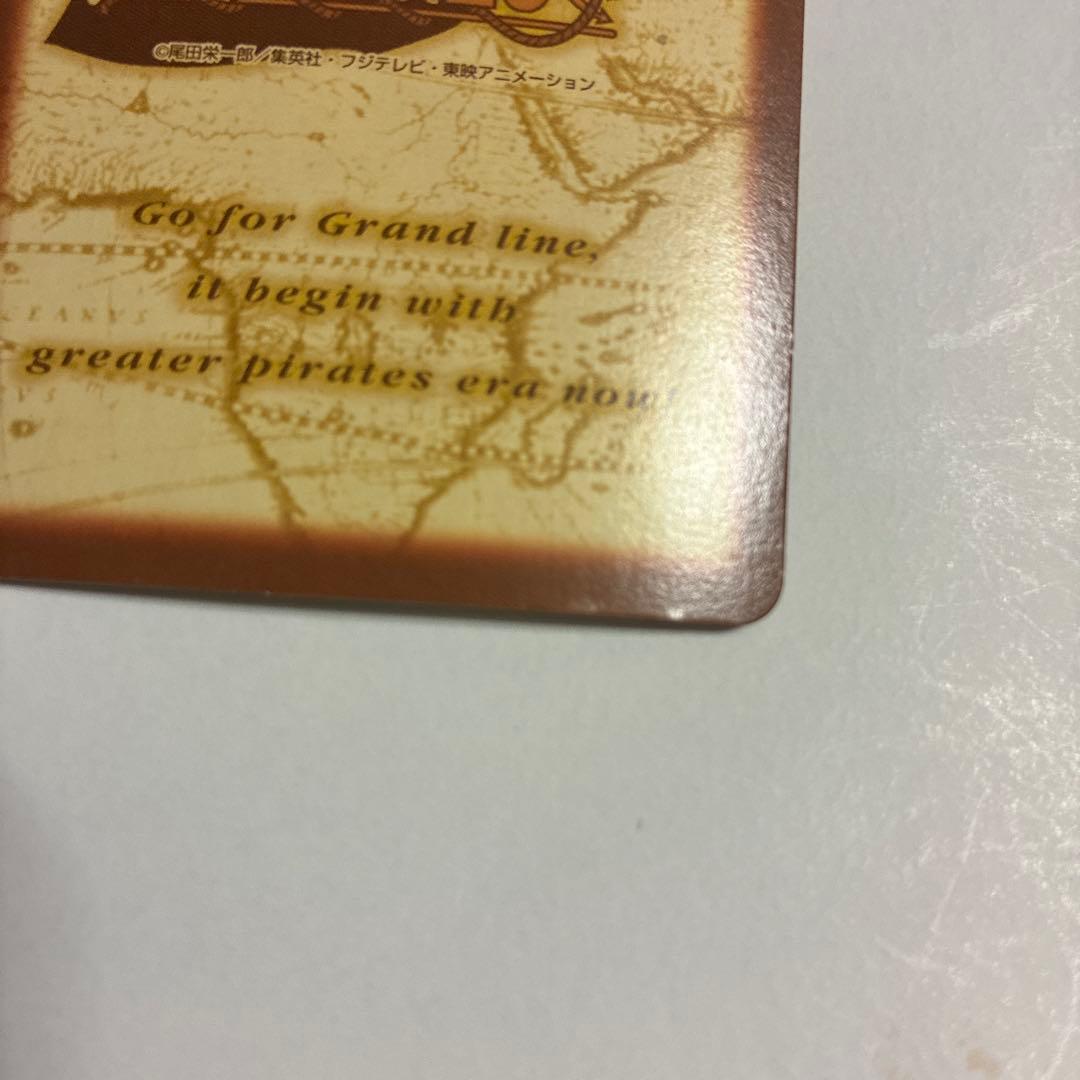 ©尾田栄一郎／集英社・フジテレビ・東映アニメーション
Go for Grand line,
it begin with
greater pirates era now!